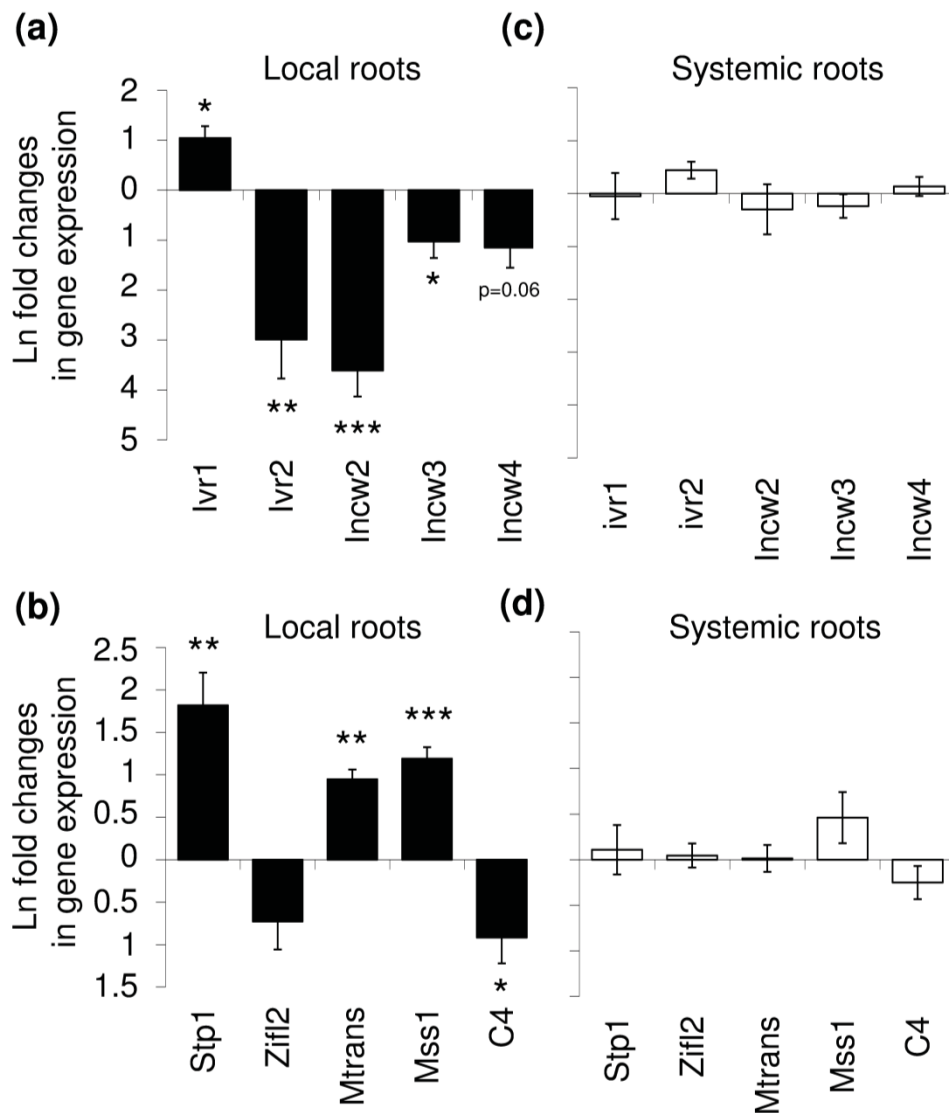 (a)
Local roots
Ln fold changes
in gene expression
2
1
0
1
2
3
4
5
*
**
***
*
p=0.06
Ivr1
Ivr2
Incw2
Incw3
Incw4
(c)
Systemic roots
ivr1
ivr2
Incw2
Incw3
Incw4
(b)
Local roots
Ln fold changes
in gene expression
2.5
2
1.5
1
0.5
0
0.5
1
1.5
**
**
***
*
Stp1
Zifl2
Mtrans
Mss1
C4
(d)
Systemic roots
Stp1
Zifl2
Mtrans
Mss1
C4